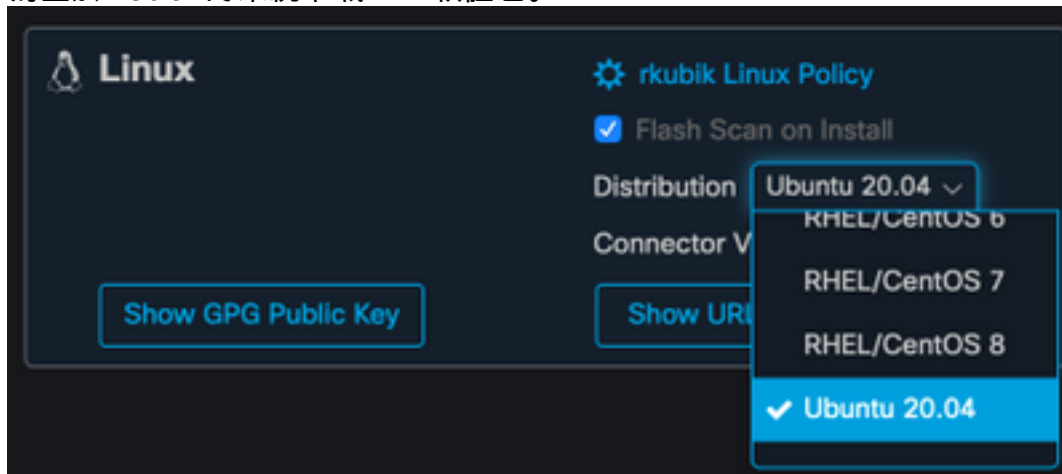 Linux
rkubik Linux Policy
Flash Scan on Install
Distribution Ubuntu 20.04
RHEL/CentOS 6
Connector V
RHEL/CentOS 7
Show GPG Public Key
Show URL
RHEL/CentOS 8
Ubuntu 20.04